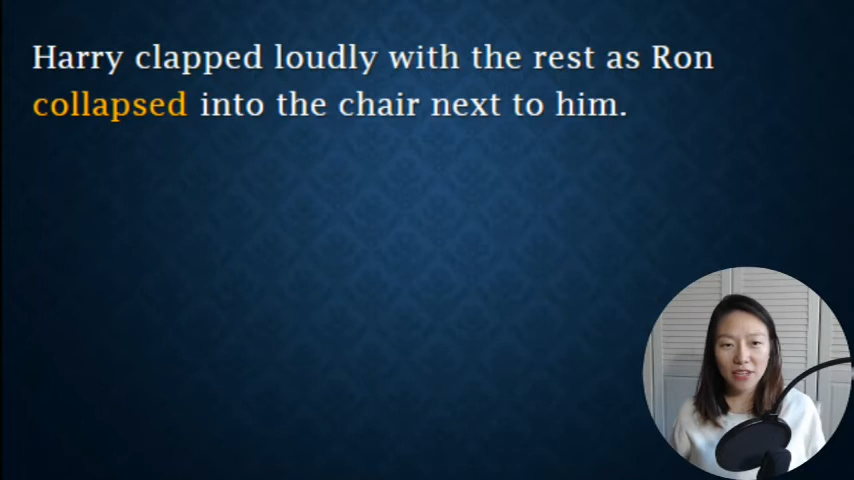 Harry clapped loudly with the rest as Ron
collapsed into the chair next to him.